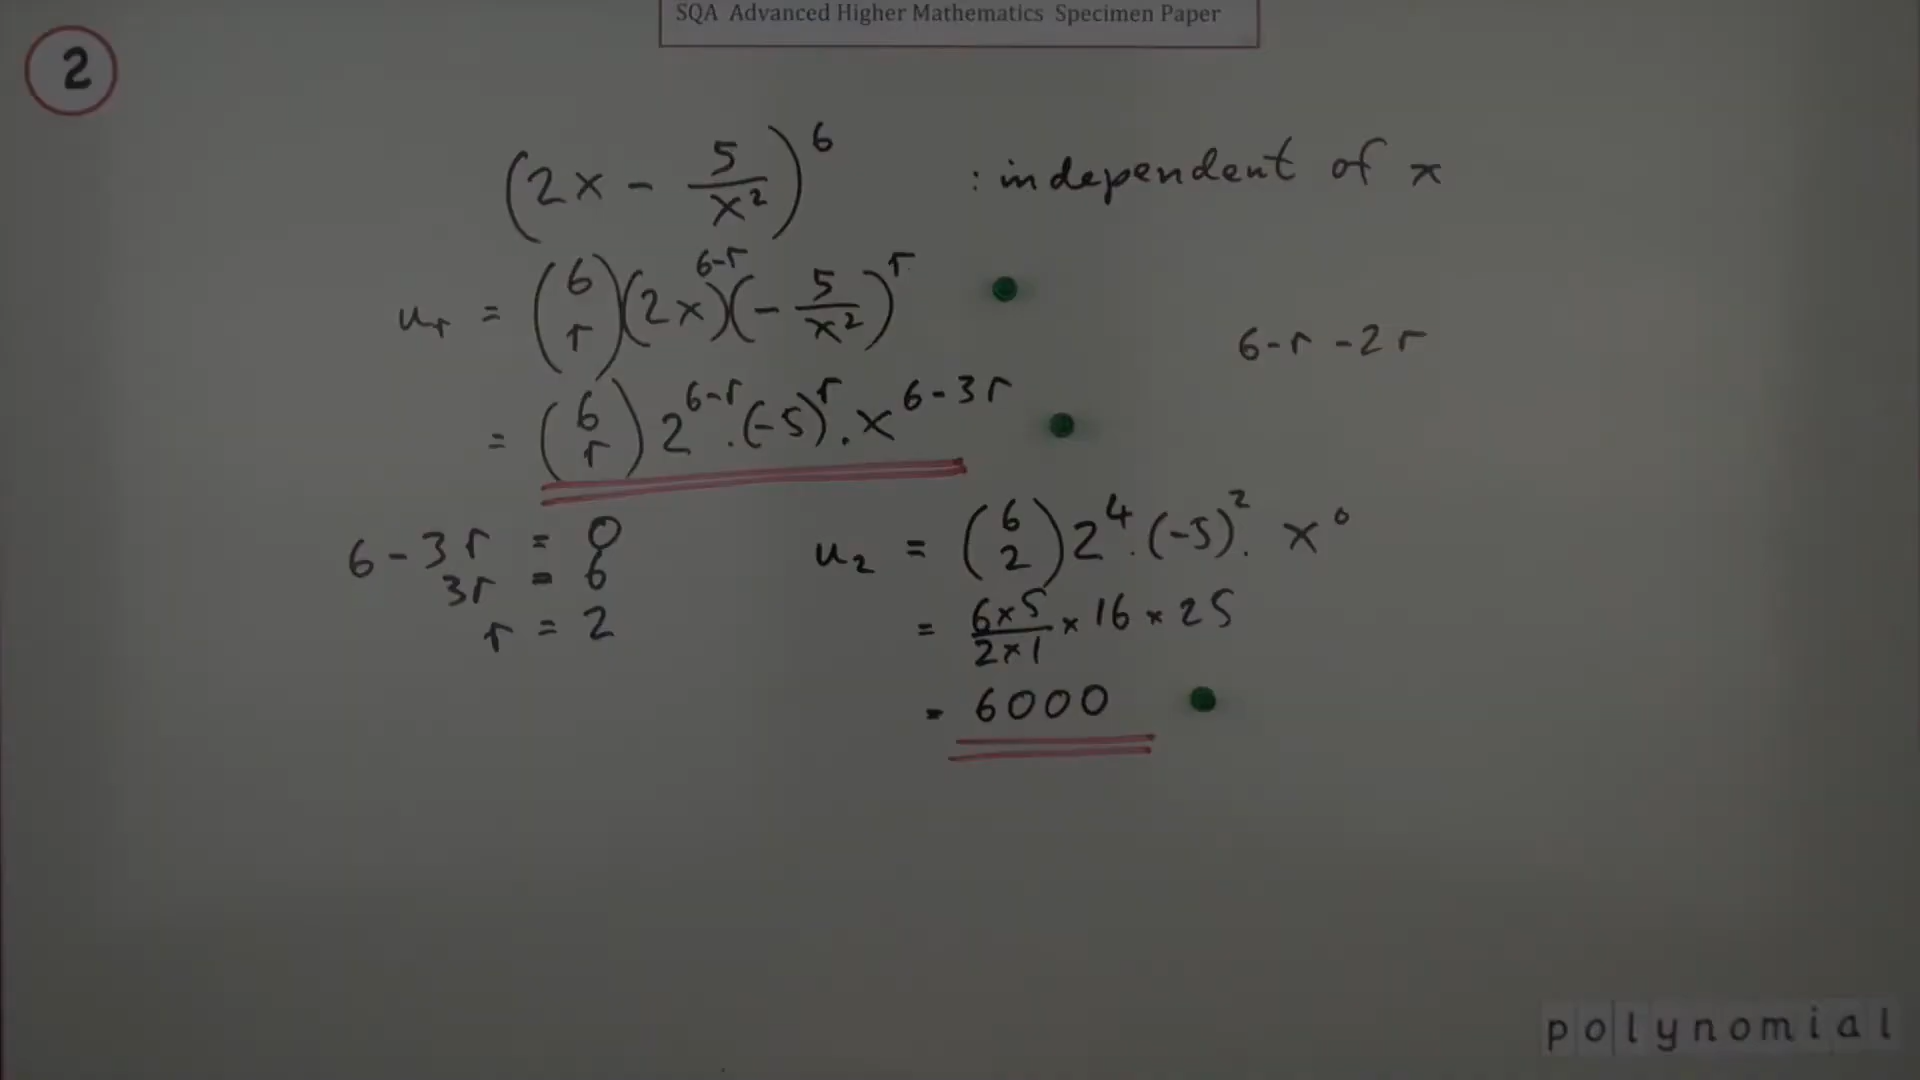 SQA Advanced Higher Mathematics Specimen Paper
2
(2x - 5/x²)⁶ : independent of x
uᵣ = (6 r)(2x)⁶⁻ʳ(- 5/x²)ʳ
6-r-2r
= (6 r) 2⁶⁻ʳ.(-5)ʳ.x⁶⁻³ʳ
6-3r = 0
3r = 6
r = 2
u₂ = (6 2) 2⁴.(-5)². x⁰
= 6×5/2×1 × 16 × 25
= 6000
polynomial